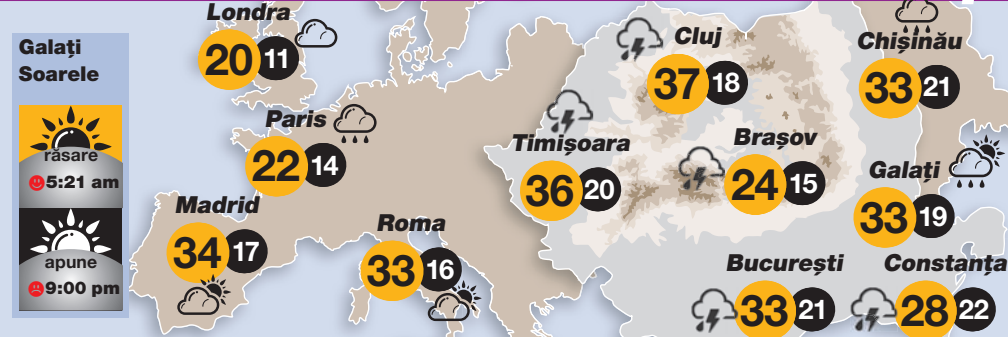 Galați
Soarele
răsare
5:21 am
apune
9:00 pm
Londra
20 11
Paris
22 14
Madrid
34 17
Roma
33 16
Cluj
37 18
Timișoara
36 20
Brașov
24 15
Chișinău
33 21
Galați
33 19
București
33 21
Constanța
28 22